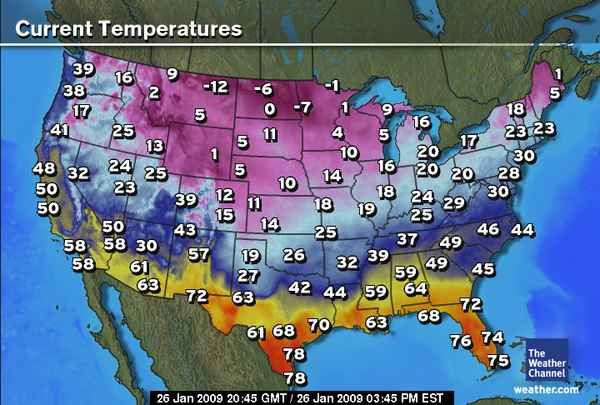 Current Temperatures
39 16 9 -12 -6 -1 1
38 2 5
17 5 0 -7 1 9 16 18
41 25 11 4 5 17 23 23
13 1 5 10 20 30
48 32 24 25 5 14 16 20 20 28
50 23 39 12 10 18 24 30
50 15 11 18 19 25 29
50 43 14 25 37 46 44
58 58 30 57 19 26 32 39 49
58 61 27 59 49 45
63 72 63 42 44 59 64 72
61 68 70 63 68 76 74
78 75
78
The
Weather
Channel
weather.com
26 Jan 2009 20:45 GMT / 26 Jan 2009 03:45 PM EST